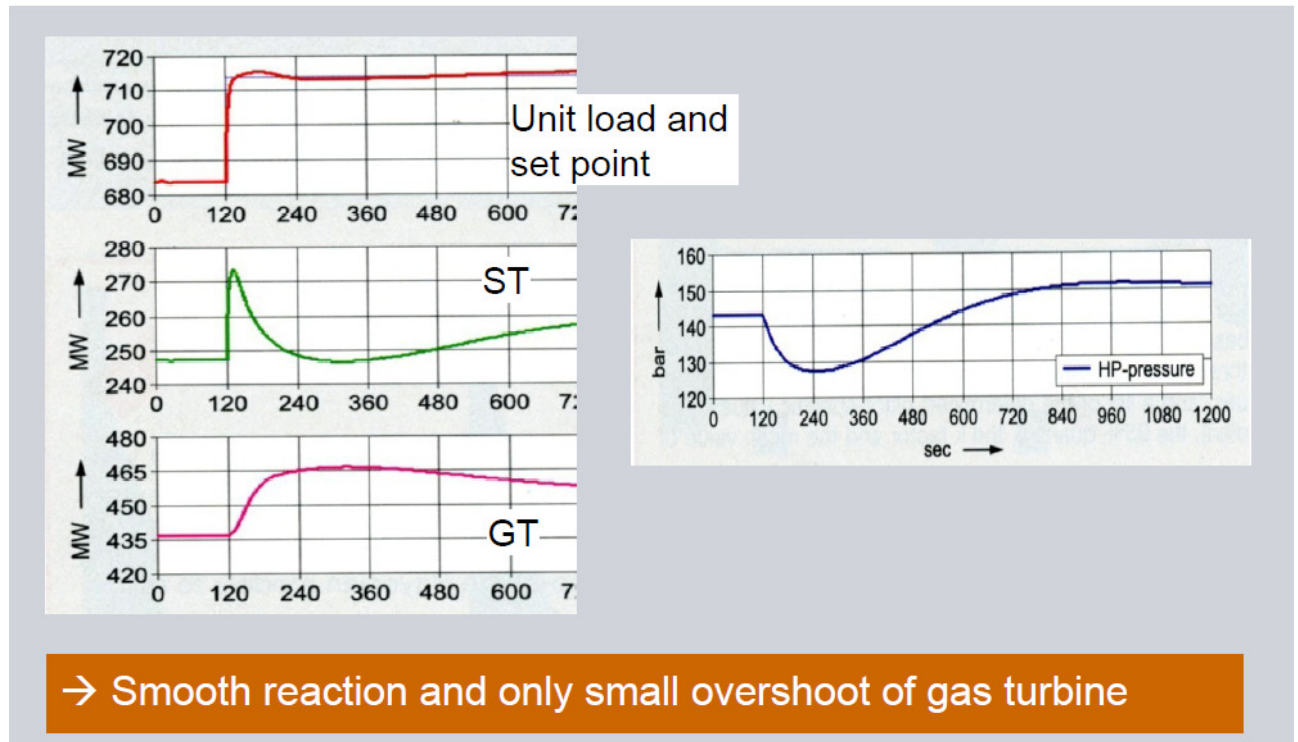 720
710
700
690
680
MW
0 120 240 360 480 600 72
Unit load and
set point
280
270
260
250
240
MW
ST
0 120 240 360 480 600 72
480
465
450
435
420
MW
GT
0 120 240 360 480 600 7
160
150
140
130
120
bar
HP-pressure
0 120 240 360 480 600 720 840 960 1080 1200
sec
→ Smooth reaction and only small overshoot of gas turbine